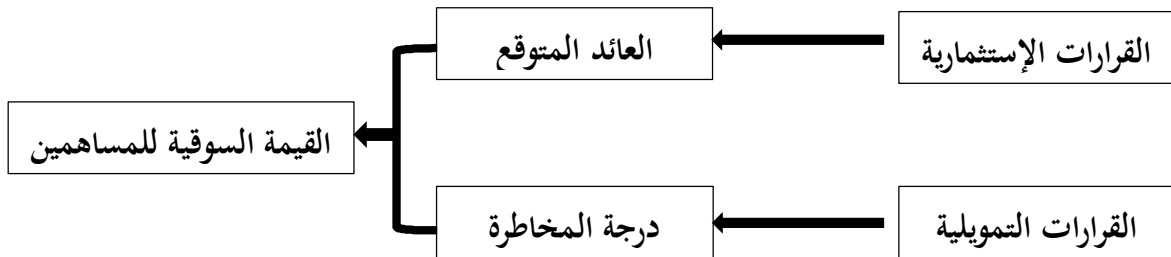 القرارات الإستثمارية
العائد المتوقع
القيمة السوقية للمساهمين
القرارات التمويلية
درجة المخاطرة